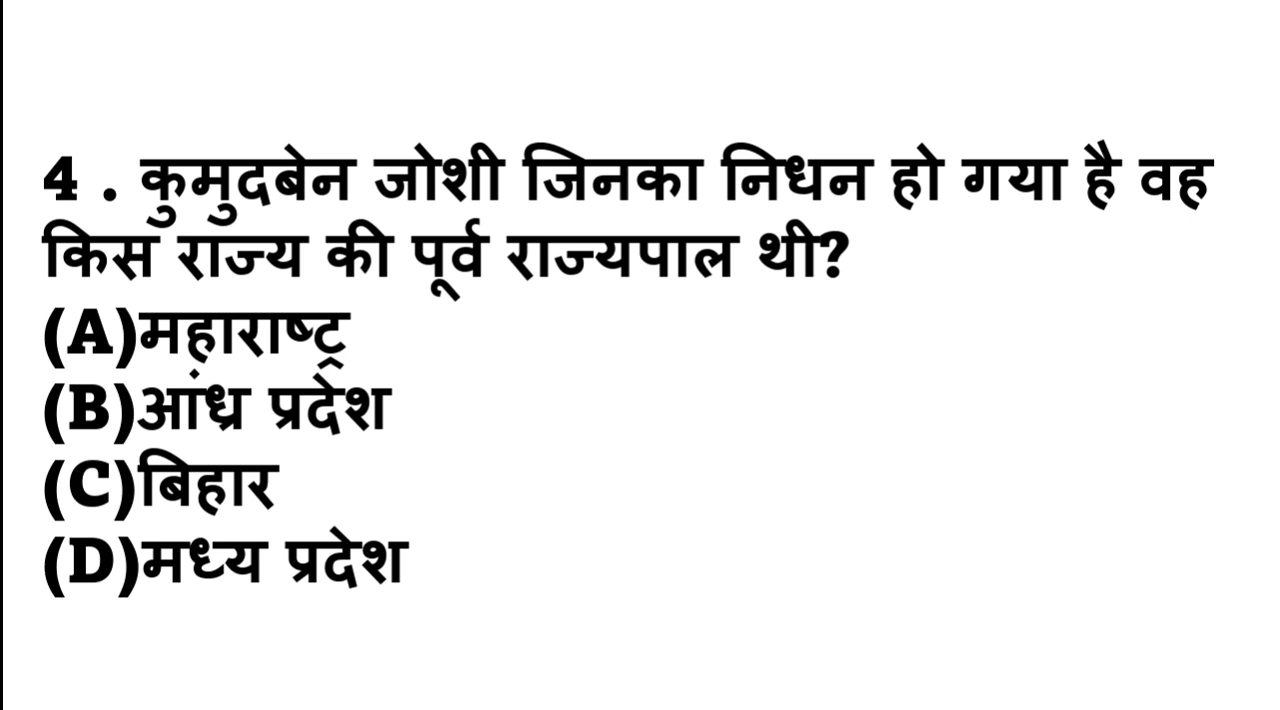 4 . कुमुदबेन जोशी जिनका निधन हो गया है वह
किस राज्य की पूर्व राज्यपाल थी?
(A)महाराष्ट्र
(B)आंध्र प्रदेश
(C)बिहार
(D)मध्य प्रदेश